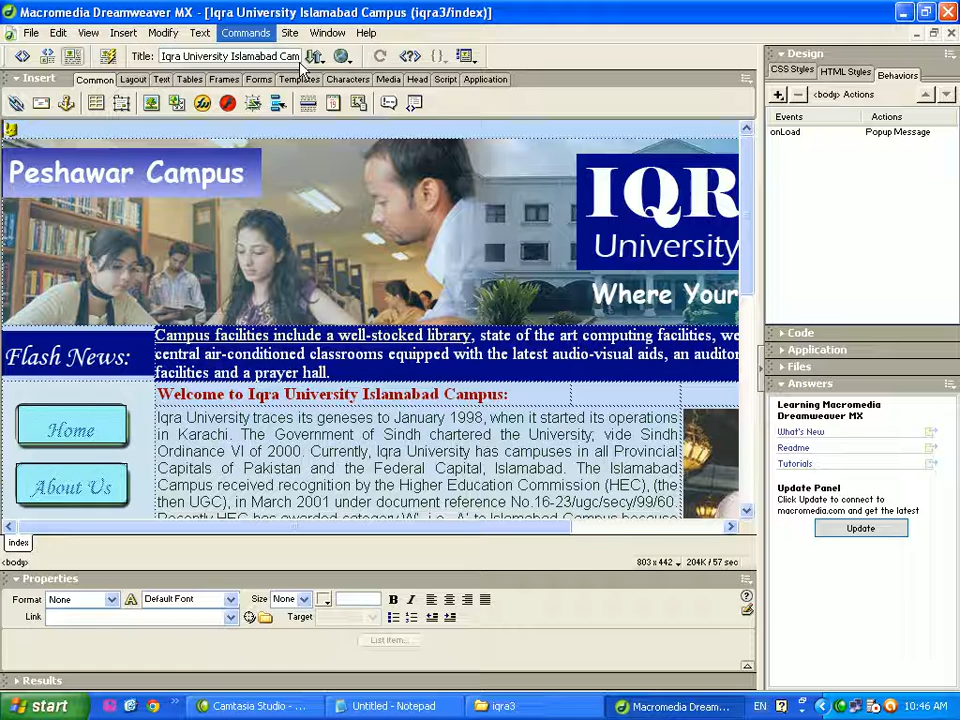 Macromedia Dreamweaver MX - [Iqra University Islamabad Campus (iqra3/index)]
File Edit View Insert Modify Text Commands Site Window Help
Title: Iqra University Islamabad Cam
Insert Common Layout Text Tables Frames Forms Templates Characters Media Head Script Application
Peshawar Campus
IQR
University
Where Your
Flash News:
Campus facilities include a well-stocked library, state of the art computing facilities, we
central air-conditioned classrooms equipped with the latest audio-visual aids, an auditor
facilities and a prayer hall.
Welcome to Iqra University Islamabad Campus:
Home
About Us
Iqra University traces its geneses to January 1998, when it started its operations
in Karachi. The Government of Sindh chartered the University; vide Sindh
Ordinance VI of 2000. Currently, Iqra University has campuses in all Provincial
Capitals of Pakistan and the Federal Capital, Islamabad. The Islamabad
Campus received recognition by the Higher Education Commission (HEC), (the
then UGC), in March 2001 under document reference No.16-23/ugc/secy/99/60.
index
<body>
803 x 442 204K / 57 sec
Properties
Format None Default Font Size None B I
Link Target
List Item...
Results
Design
CSS Styles HTML Styles Behaviors
<body> Actions
Events Actions
onLoad Popup Message
Code
Application
Files
Answers
Learning Macromedia
Dreamweaver MX
What's New
Readme
Tutorials
Update Panel
Click Update to connect to
macromedia.com and get the latest
Update
start Camtasia Studio - ... Untitled - Notepad iqra3 Macromedia Dream... EN 10:46 AM